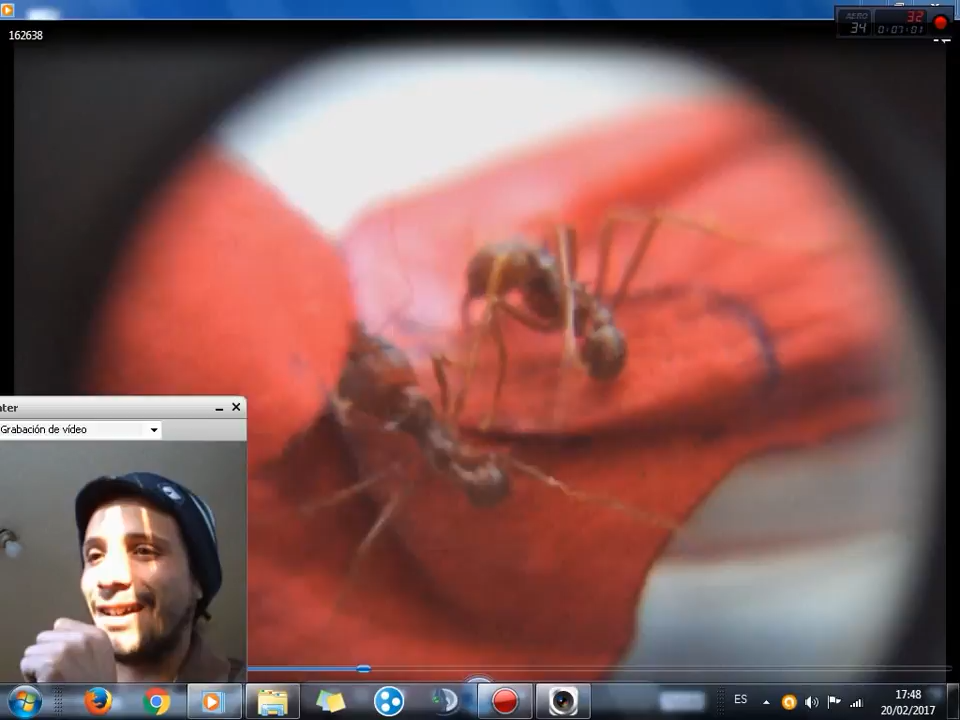 162638
AERO
34
32
0:07:01
ater
Grabación de vídeo
ES
17:48
20/02/2017